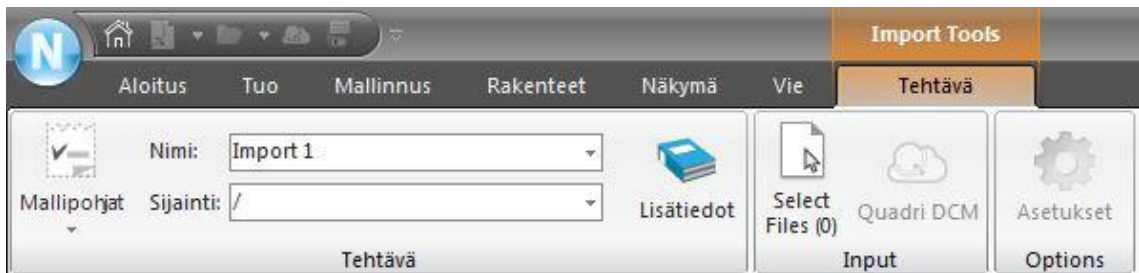 N
Import Tools
Aloitus Tuo Mallinnus Rakenteet Näkymä Vie Tehtävä
Nimi: Import 1
Mallipohjat Sijainti: / Lisätiedot Select Files (0) Quadri DCM Asetukset
Tehtävä Input Options